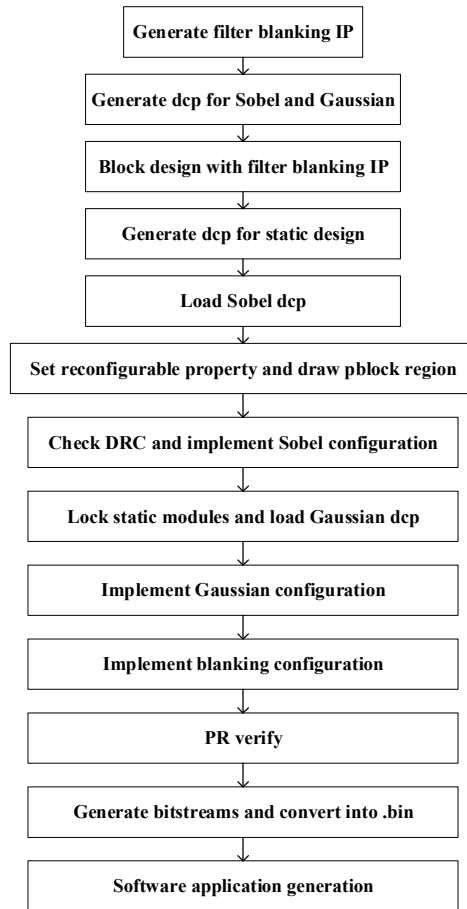 Generate filter blanking IP
Generate dcp for Sobel and Gaussian
Block design with filter blanking IP
Generate dcp for static design
Load Sobel dcp
Set reconfigurable property and draw pblock region
Check DRC and implement Sobel configuration
Lock static modules and load Gaussian dcp
Implement Gaussian configuration
Implement blanking configuration
PR verify
Generate bitstreams and convert into .bin
Software application generation